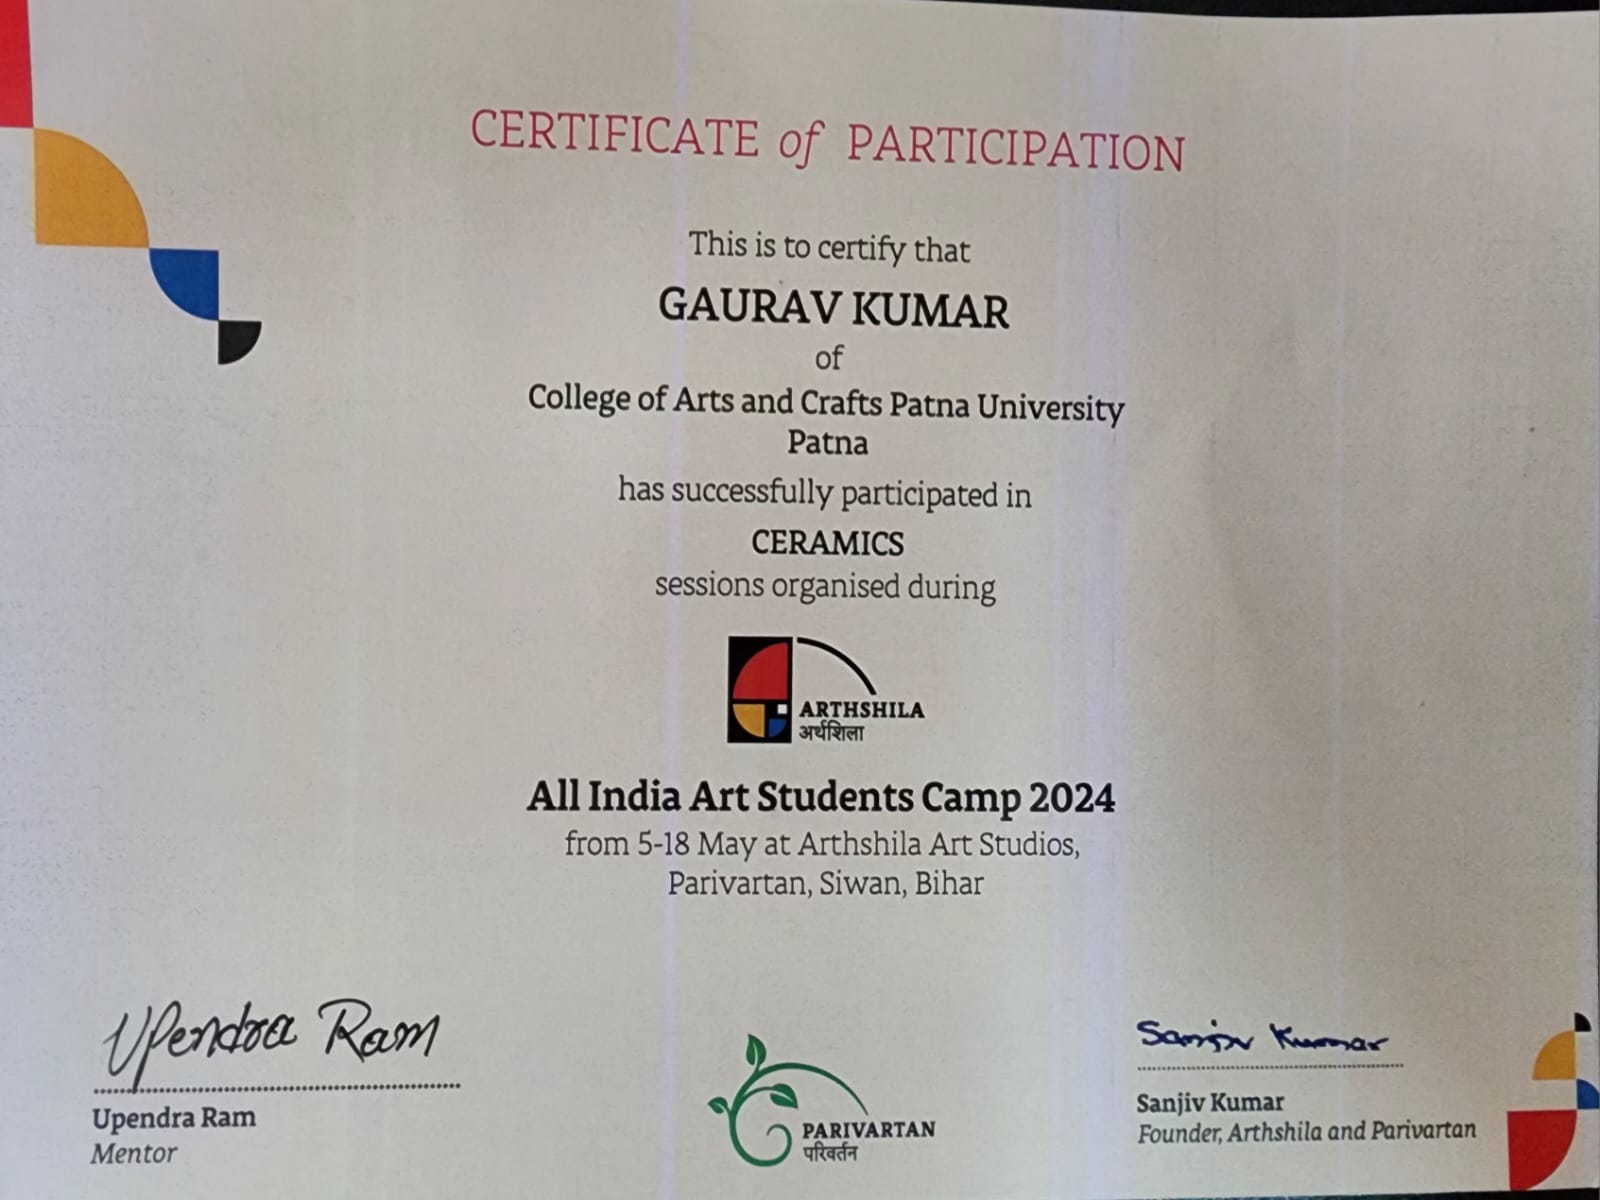 CERTIFICATE of PARTICIPATION
This is to certify that
GAURAV KUMAR
of
College of Arts and Crafts Patna University
Patna
has successfully participated in
CERAMICS
sessions organised during
ARTHSHILA
अर्थशिला
All India Art Students Camp 2024
from 5-18 May at Arthshila Art Studios,
Parivartan, Siwan, Bihar
Upendra Ram
Upendra Ram
Mentor
PARIVARTAN
परिवर्तन
Sanjiv Kumar
Sanjiv Kumar
Founder, Arthshila and Parivartan